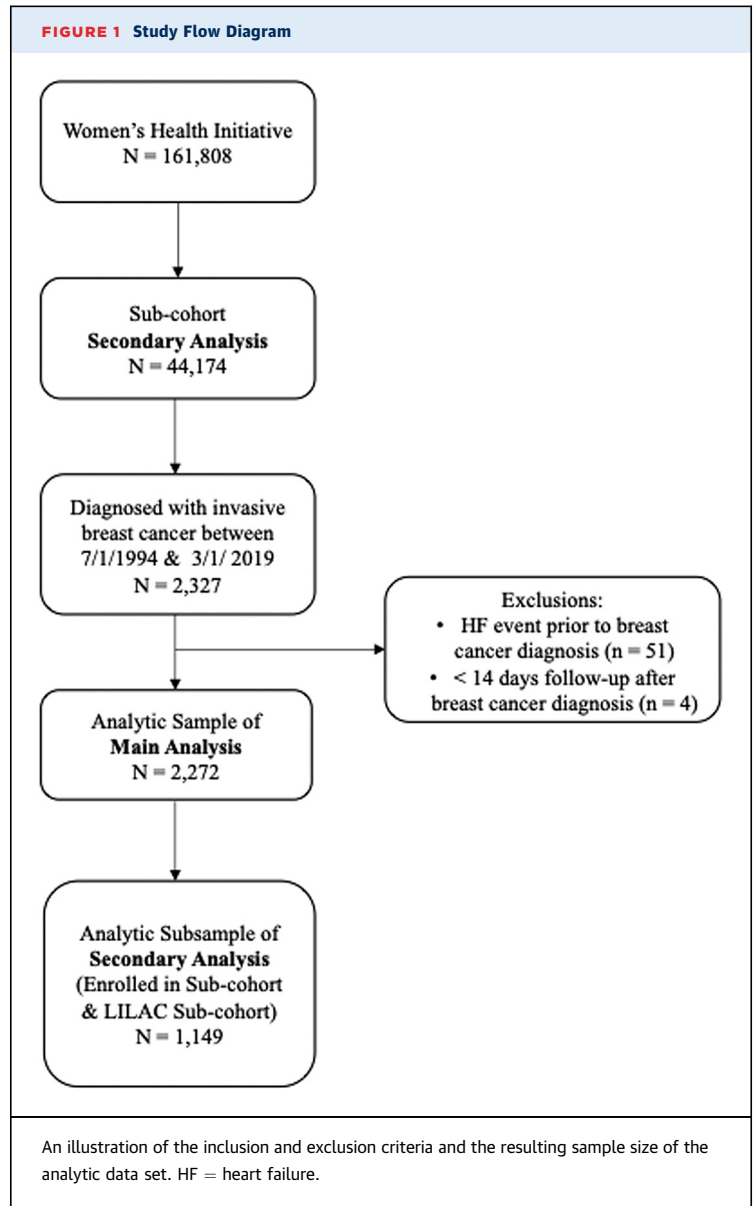 FIGURE 1 Study Flow Diagram
Women's Health Initiative
N = 161,808
Sub-cohort
Secondary Analysis
N = 44,174
Diagnosed with invasive
breast cancer between
7/1/1994 & 3/1/ 2019
N = 2,327
Exclusions:
• HF event prior to breast
cancer diagnosis (n = 51)
• < 14 days follow-up after
breast cancer diagnosis (n = 4)
Analytic Sample of
Main Analysis
N = 2,272
Analytic Subsample of
Secondary Analysis
(Enrolled in Sub-cohort
& LILAC Sub-cohort)
N = 1,149
An illustration of the inclusion and exclusion criteria and the resulting sample size of the
analytic data set. HF = heart failure.